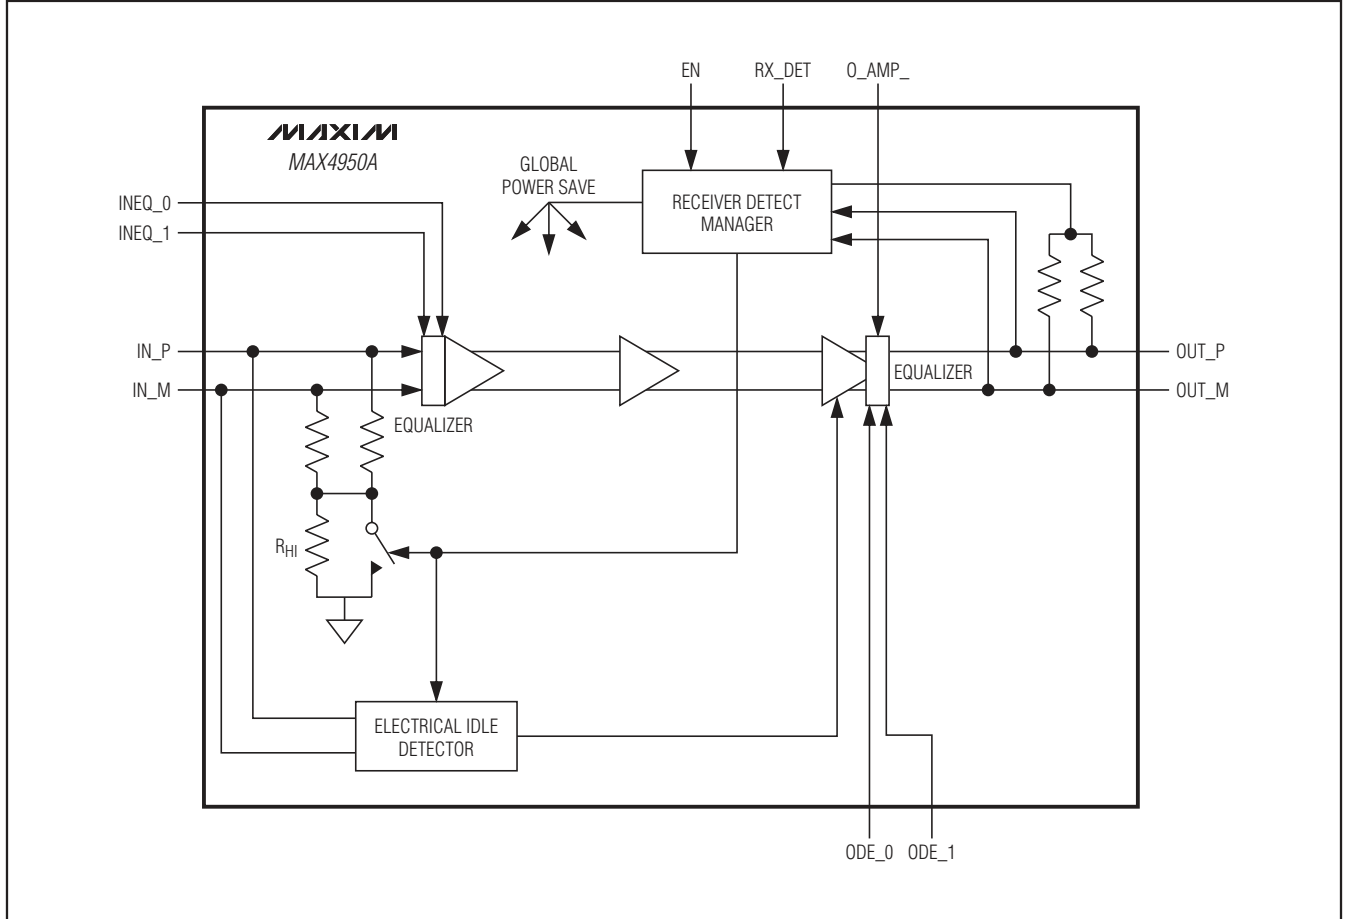 EN RX_DET O_AMP_
MAXIM
MAX4950A
GLOBAL
POWER SAVE
RECEIVER DETECT
MANAGER
INEQ_0
INEQ_1
IN_P
IN_M
EQUALIZER
EQUALIZER
OUT_P
OUT_M
RHI
ELECTRICAL IDLE
DETECTOR
ODE_0 ODE_1